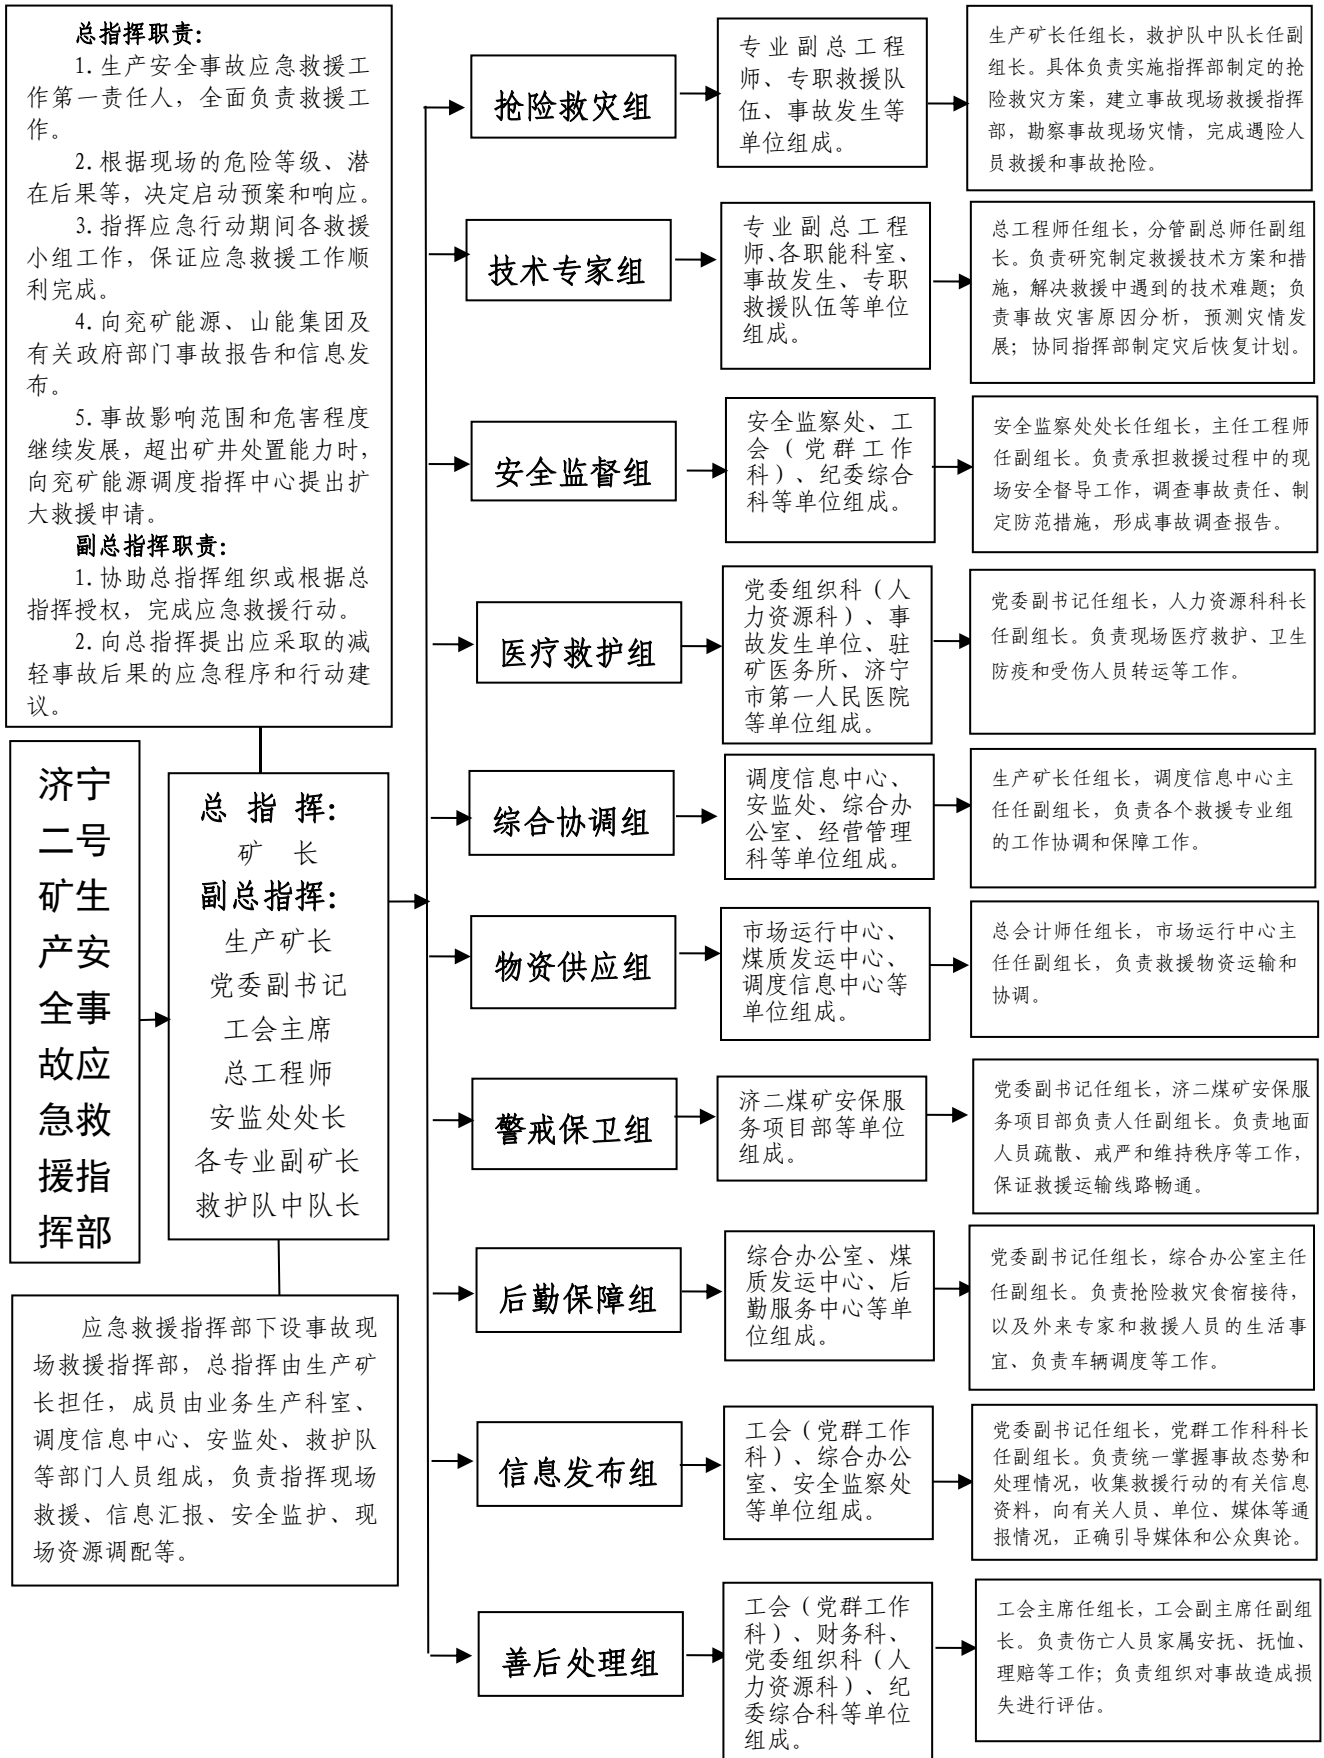 总指挥职责：
1.生产安全事故应急救援工
作第一责任人，全面负责救援工
作。
2.根据现场的危险等级、潜
在后果等，决定启动预案和响应。
3.指挥应急行动期间各救援
小组工作，保证应急救援工作顺
利完成。
4.向兖矿能源、山能集团及
有关政府部门事故报告和信息发
布。
5.事故影响范围和危害程度
继续发展，超出矿井处置能力时，
向兖矿能源调度指挥中心提出扩
大救援申请。
副总指挥职责：
1.协助总指挥组织或根据总
指挥授权，完成应急救援行动。
2.向总指挥提出应采取的减
轻事故后果的应急程序和行动建
议。
济宁
二号
矿生
产安
全事
故应
急救
援指
挥部
总 指 挥：
矿 长
副总指挥：
生产矿长
党委副书记
工会主席
总工程师
安监处处长
各专业副矿长
救护队中队长
应急救援指挥部下设事故现
场救援指挥部，总指挥由生产矿
长担任，成员由业务生产科室、
调度信息中心、安监处、救护队
等部门人员组成，负责指挥现场
救援、信息汇报、安全监护、现
场资源调配等。
抢险救灾组
专业副总工程
师、专职救援队
伍、事故发生等
单位组成。
生产矿长任组长，救护队中队长任副
组长。具体负责实施指挥部制定的抢
险救灾方案，建立事故现场救援指挥
部，勘察事故现场灾情，完成遇险人
员救援和事故抢险。
技术专家组
专业副总工程
师、各职能科室、
事故发生、专职
救援队伍等单位
组成。
总工程师任组长，分管副总师任副组
长。负责研究制定救援技术方案和措
施，解决救援中遇到的技术难题；负
责事故灾害原因分析，预测灾情发
展；协同指挥部制定灾后恢复计划。
安全监督组
安全监察处、工
会（党群工作
科）、纪委综合
科等单位组成。
安全监察处处长任组长，主任工程师
任副组长。负责承担救援过程中的现
场安全督导工作，调查事故责任、制
定防范措施，形成事故调查报告。
医疗救护组
党委组织科（人
力资源科）、事
故发生单位、驻
矿医务所、济宁
市第一人民医院
等单位组成。
党委副书记任组长，人力资源科科长
任副组长。负责现场医疗救护、卫生
防疫和受伤人员转运等工作。
综合协调组
调度信息中心、
安监处、综合办
公室、经营管理
科等单位组成。
生产矿长任组长，调度信息中心主
任任副组长，负责各个救援专业组
的工作协调和保障工作。
物资供应组
市场运行中心、
煤质发运中心、
调度信息中心等
单位组成。
总会计师任组长，市场运行中心主
任任副组长，负责救援物资运输和
协调。
警戒保卫组
济二煤矿安保服
务项目部等单位
组成。
党委副书记任组长，济二煤矿安保服
务项目部负责人任副组长。负责地面
人员疏散、戒严和维持秩序等工作，
保证救援运输线路畅通。
后勤保障组
综合办公室、煤
质发运中心、后
勤服务中心等单
位组成。
党委副书记任组长，综合办公室主任
任副组长。负责抢险救灾食宿接待，
以及外来专家和救援人员的生活事
宜、负责车辆调度等工作。
信息发布组
工会（党群工作
科）、综合办公
室、安全监察处
等单位组成。
党委副书记任组长，党群工作科科长
任副组长。负责统一掌握事故态势和
处理情况，收集救援行动的有关信息
资料，向有关人员、单位、媒体等通
报情况，正确引导媒体和公众舆论。
善后处理组
工会（党群工作
科）、财务科、
党委组织科（人
力资源科）、纪
委综合科等单位
组成。
工会主席任组长，工会副主席任副组
长。负责伤亡人员家属安抚、抚恤、
理赔等工作；负责组织对事故造成损
失进行评估。